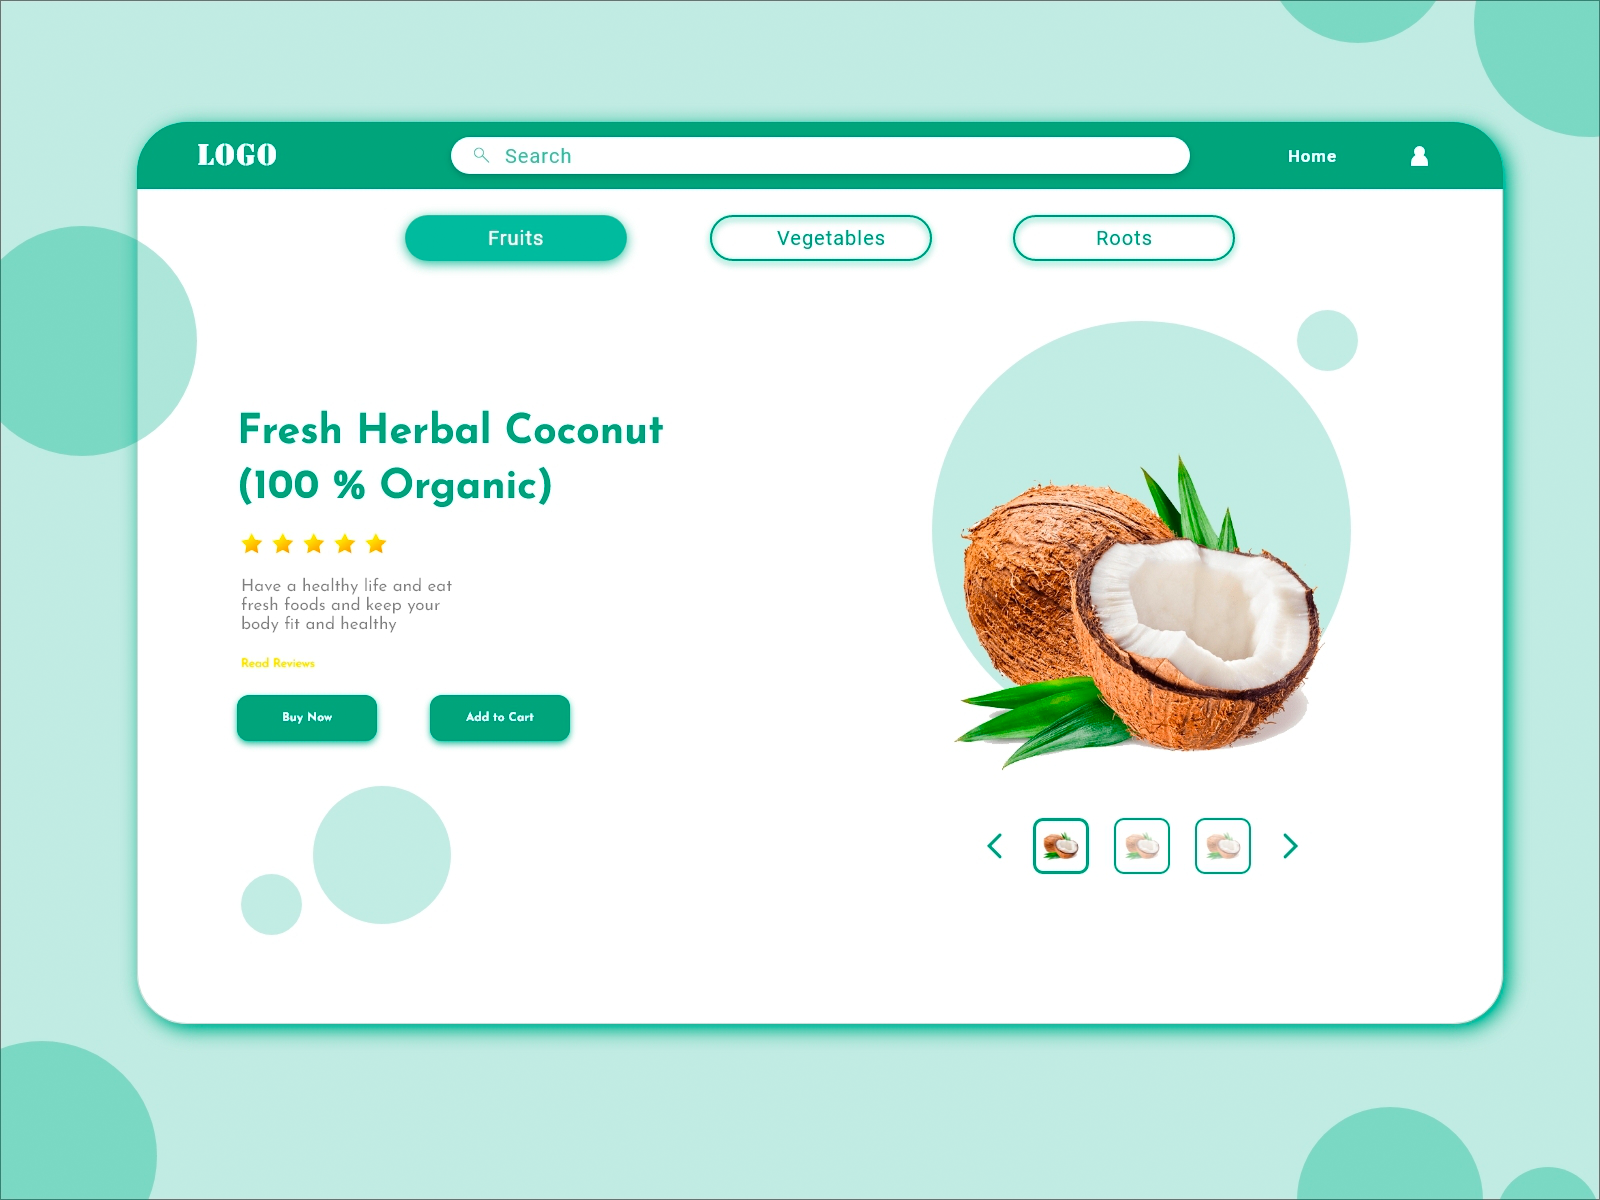 LOGO
Search
Home
Fruits
Vegetables
Roots
Fresh Herbal Coconut
(100 % Organic)
Have a healthy life and eat
fresh foods and keep your
body fit and healthy
Read Reviews
Buy Now
Add to Cart